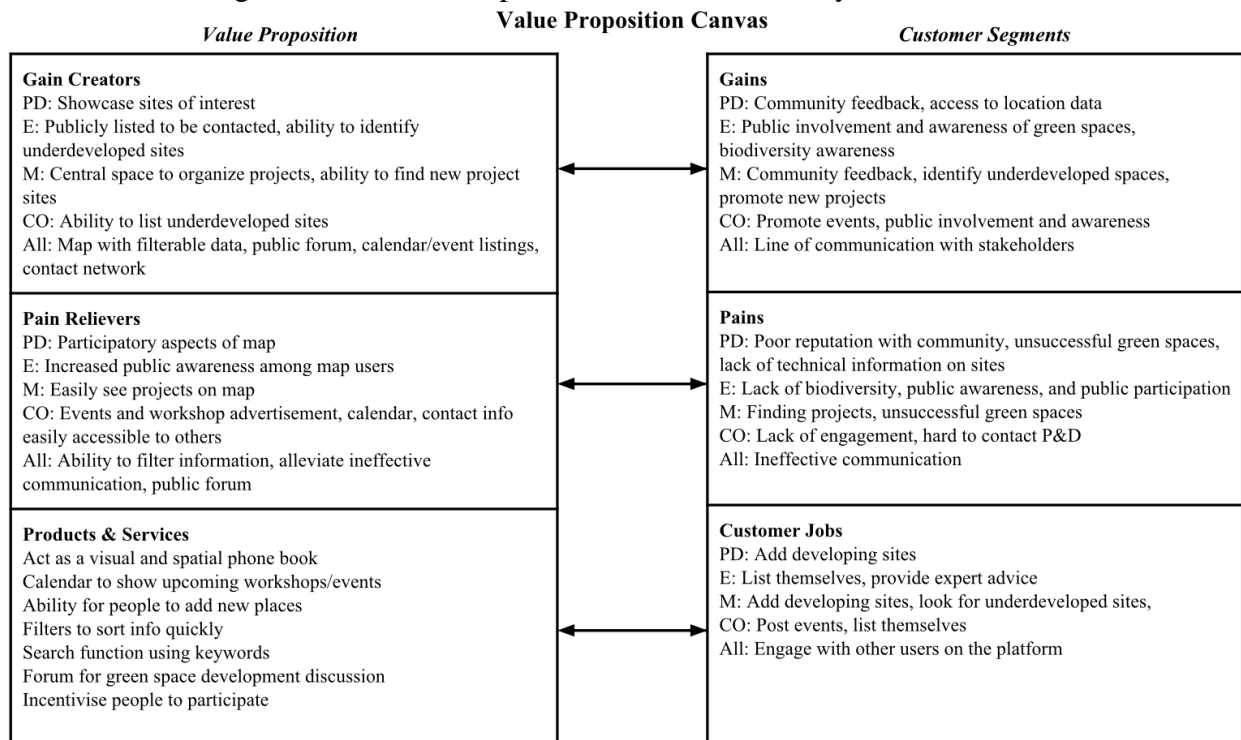 Value Proposition Canvas
Value Proposition
Gain Creators
PD: Showcase sites of interest
E: Publicly listed to be contacted, ability to identify
underdeveloped sites
M: Central space to organize projects, ability to find new project
sites
CO: Ability to list underdeveloped sites
All: Map with filterable data, public forum, calendar/event listings,
contact network
Pain Relievers
PD: Participatory aspects of map
E: Increased public awareness among map users
M: Easily see projects on map
CO: Events and workshop advertisement, calendar, contact info
easily accessible to others
All: Ability to filter information, alleviate ineffective
communication, public forum
Products & Services
Act as a visual and spatial phone book
Calendar to show upcoming workshops/events
Ability for people to add new places
Filters to sort info quickly
Search function using keywords
Forum for green space development discussion
Incentivise people to participate
Customer Segments
Gains
PD: Community feedback, access to location data
E: Public involvement and awareness of green spaces,
biodiversity awareness
M: Community feedback, identify underdeveloped spaces,
promote new projects
CO: Promote events, public involvement and awareness
All: Line of communication with stakeholders
Pains
PD: Poor reputation with community, unsuccessful green spaces,
lack of technical information on sites
E: Lack of biodiversity, public awareness, and public participation
M: Finding projects, unsuccessful green spaces
CO: Lack of engagement, hard to contact P&D
All: Ineffective communication
Customer Jobs
PD: Add developing sites
E: List themselves, provide expert advice
M: Add developing sites, look for underdeveloped sites,
CO: Post events, list themselves
All: Engage with other users on the platform